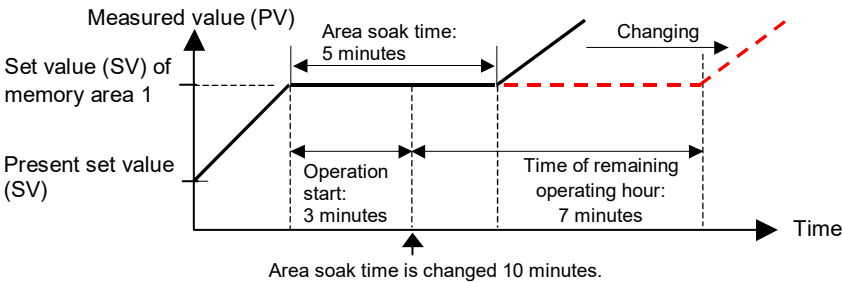 Measured value (PV)
Area soak time:
5 minutes
Changing
Set value (SV) of
memory area 1
Present set value
(SV)
Operation
start:
3 minutes
Time of remaining
operating hour:
7 minutes
Time
Area soak time is changed 10 minutes.